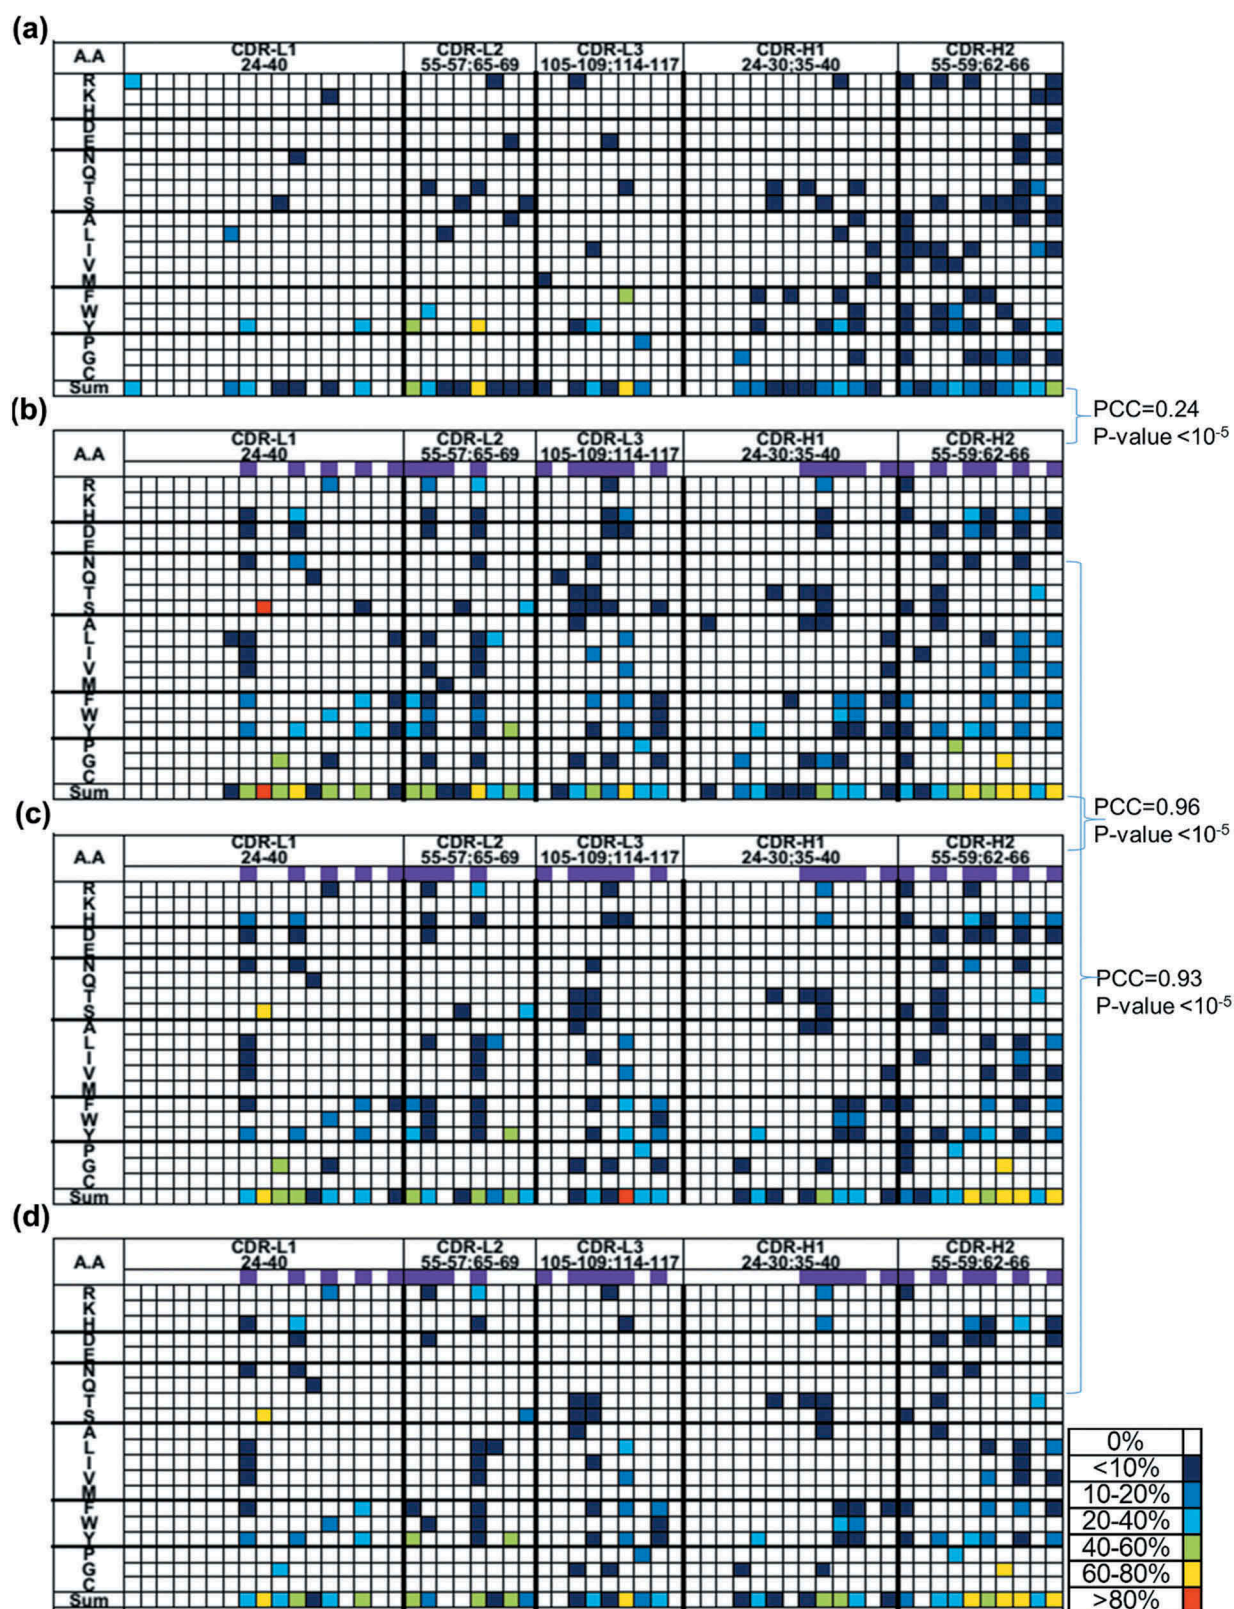 (a)
A.A
CDR-L1
24-40
CDR-L2
55-57;65-69
CDR-L3
105-109;114-117
CDR-H1
24-30;35-40
CDR-H2
55-59;62-66
R
K
H
D
E
N
Q
T
S
A
L
I
V
M
F
W
Y
P
G
C
Sum
PCC=0.24
P-value <10-5
(b)
A.A
CDR-L1
24-40
CDR-L2
55-57;65-69
CDR-L3
105-109;114-117
CDR-H1
24-30;35-40
CDR-H2
55-59;62-66
R
K
H
D
E
N
Q
T
S
A
L
I
V
M
F
W
Y
P
G
C
Sum
PCC=0.96
P-value <10-5
(c)
A.A
CDR-L1
24-40
CDR-L2
55-57;65-69
CDR-L3
105-109;114-117
CDR-H1
24-30;35-40
CDR-H2
55-59;62-66
R
K
H
D
E
N
Q
T
S
A
L
I
V
M
F
W
Y
P
G
C
Sum
PCC=0.93
P-value <10-5
(d)
A.A
CDR-L1
24-40
CDR-L2
55-57;65-69
CDR-L3
105-109;114-117
CDR-H1
24-30;35-40
CDR-H2
55-59;62-66
R
K
H
D
E
N
Q
T
S
A
L
I
V
M
F
W
Y
P
G
C
Sum
0%
<10%
10-20%
20-40%
40-60%
60-80%
>80%